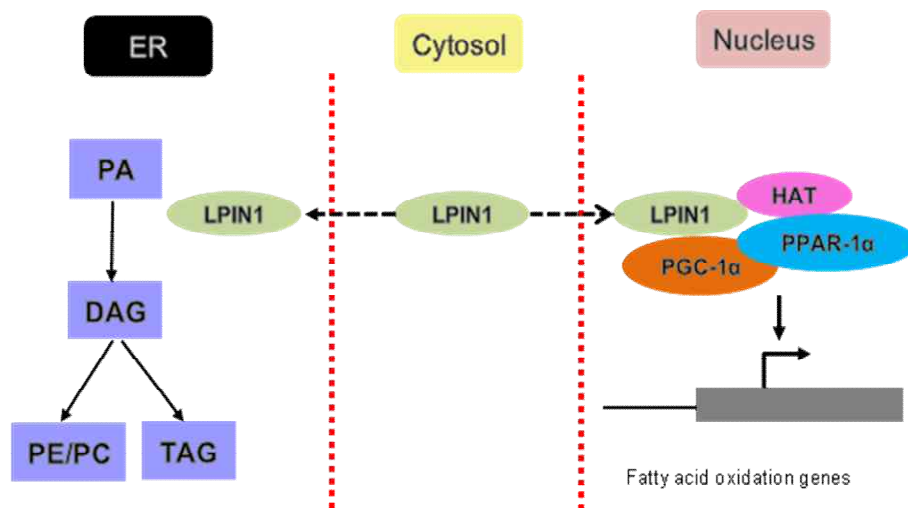 ER
Cytosol
Nucleus
PA
LPIN1
LPIN1
LPIN1
HAT
PPAR-1α
PGC-1α
DAG
PE/PC
TAG
Fatty acid oxidation genes